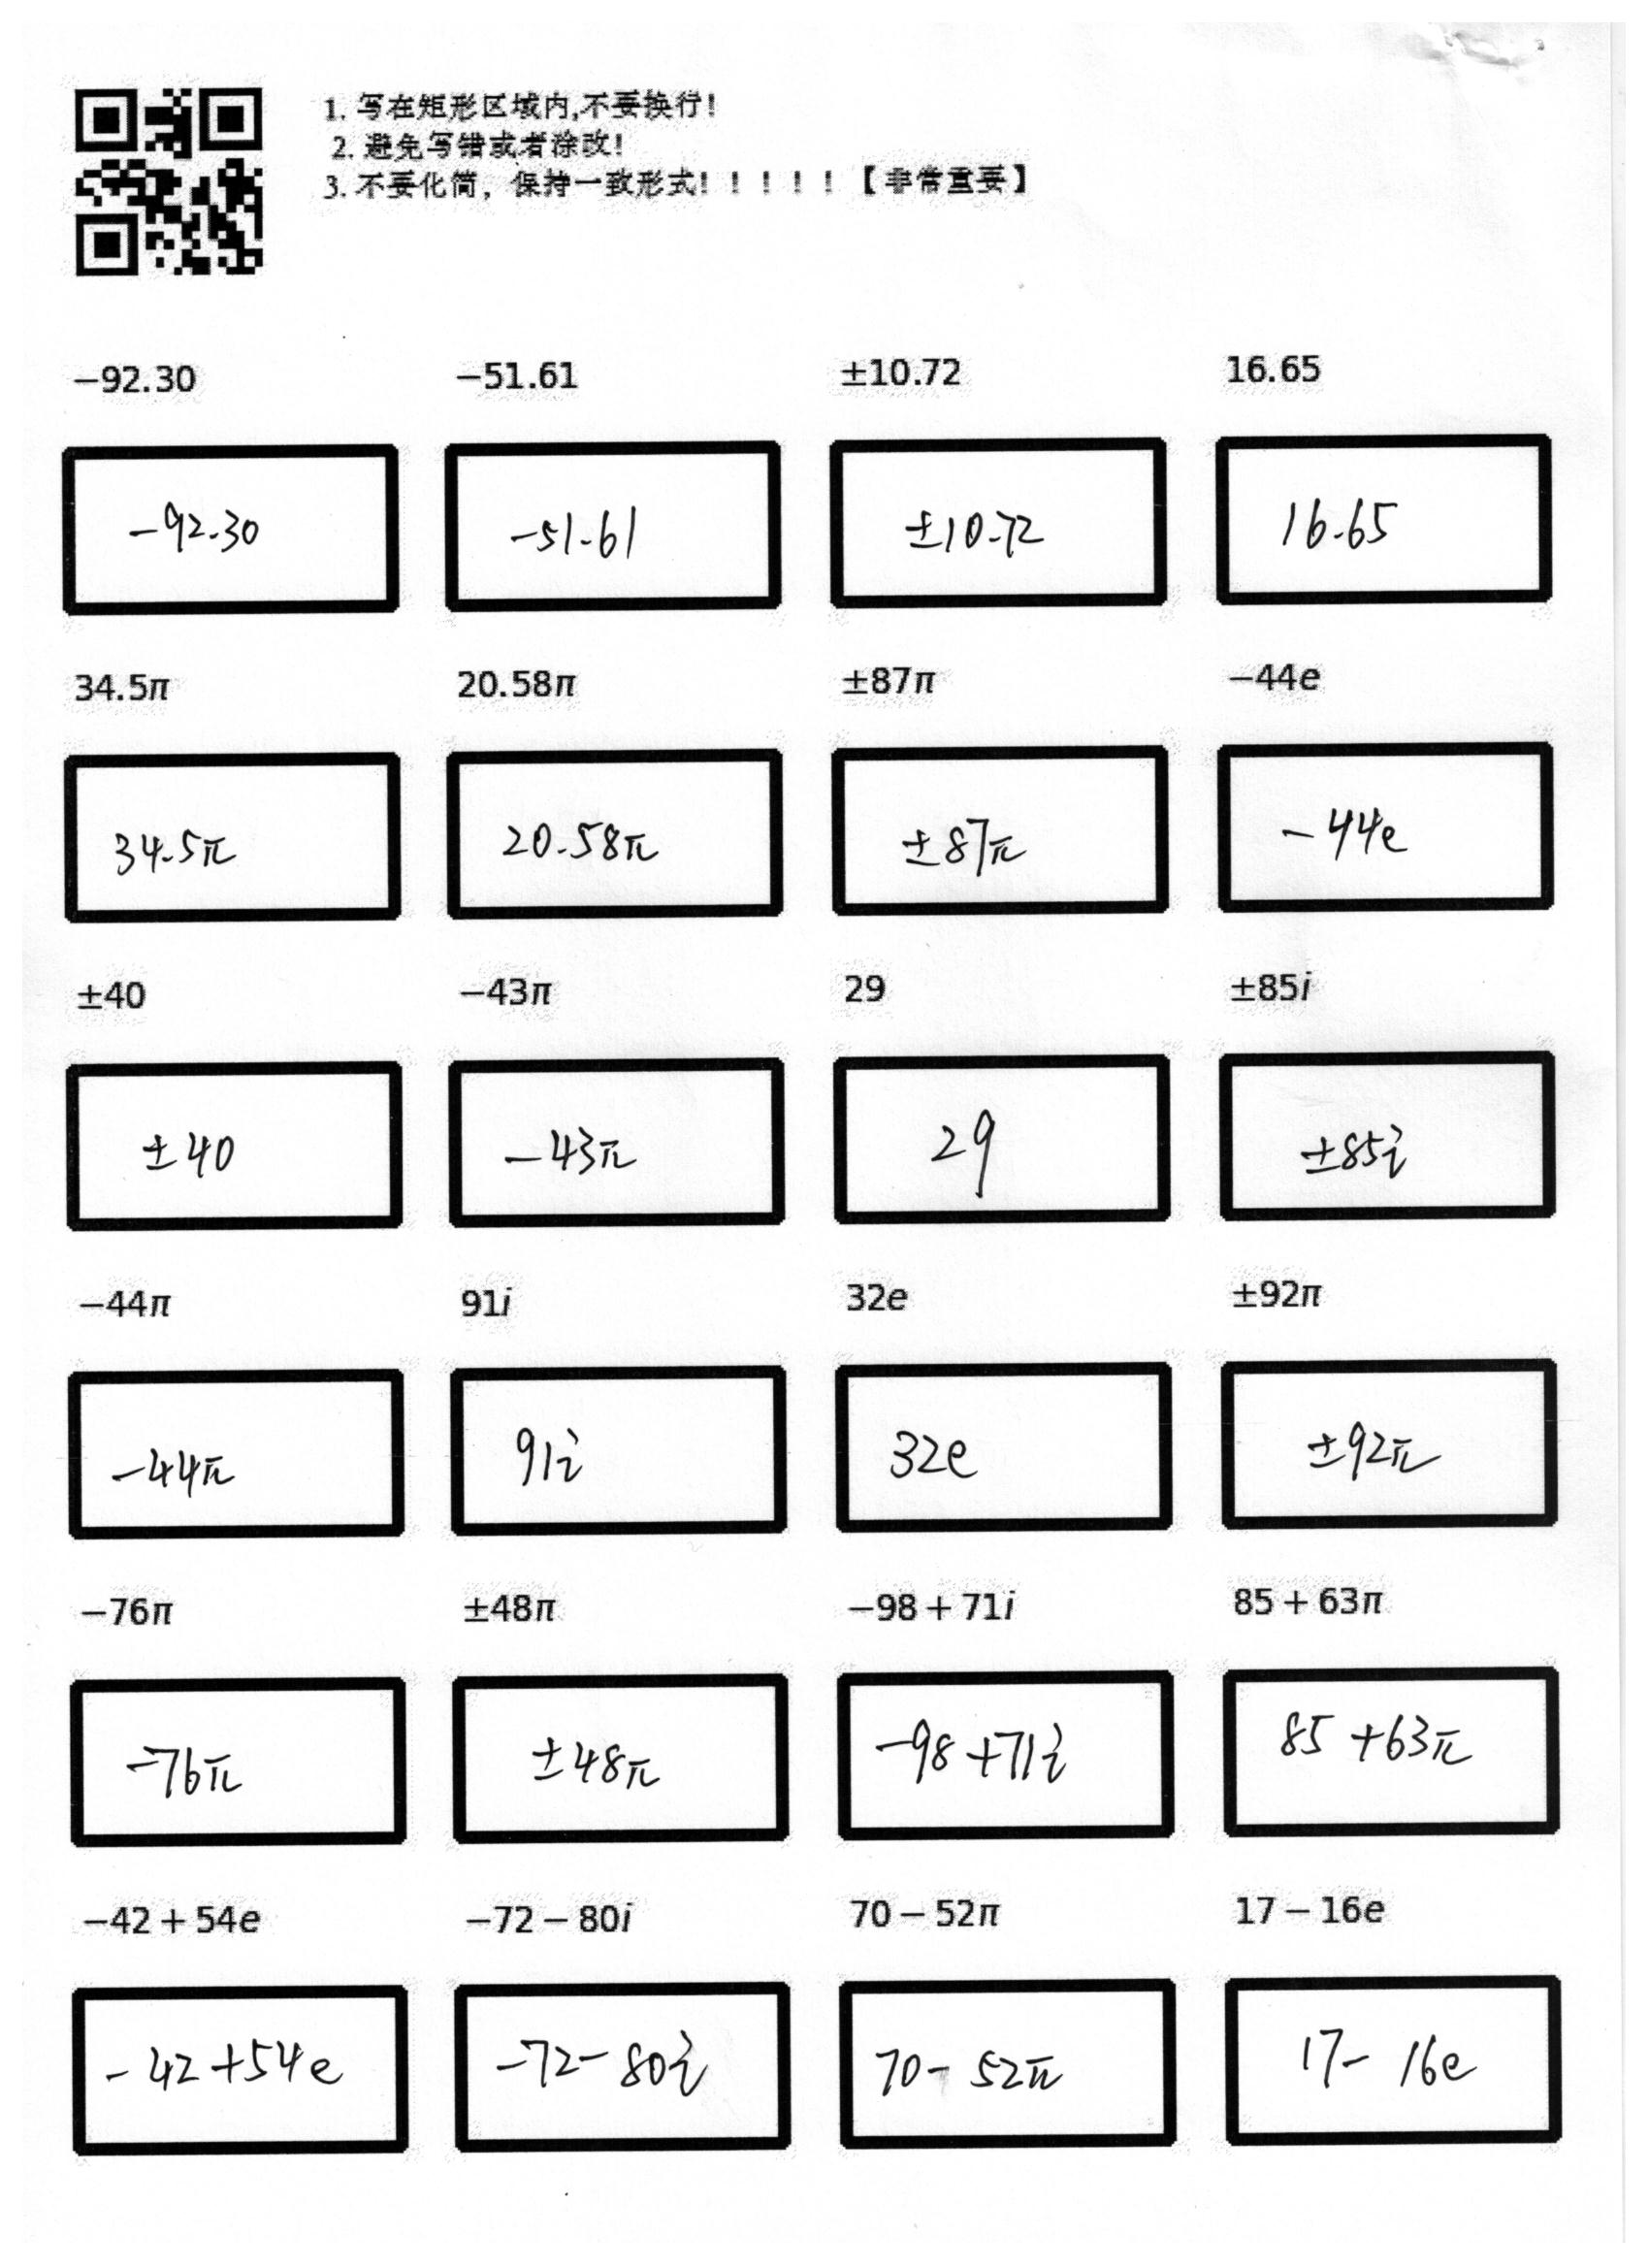 1. 写在矩形区域内,不要换行!
2. 避免写错或者涂改!
3. 不要化简，保持一致形式!！！！！！【非常重要】
−92.30 −51.61 ±10.72 16.65
-92.30 -51.61 ±10.72 16.65
34.5π 20.58π ±87π −44e
34.5π 20.58π ±87π -44e
±40 −43π 29 ±85i
±40 -43π 29 ±85i
−44π 91i 32e ±92π
-44π 91i 32e ±92π
−76π ±48π −98 + 71i 85 + 63π
-76π ±48π -98+71i 85+63π
−42 + 54e −72 − 80i 70 − 52π 17 − 16e
-42+54e -72-80i 70-52π 17-16e